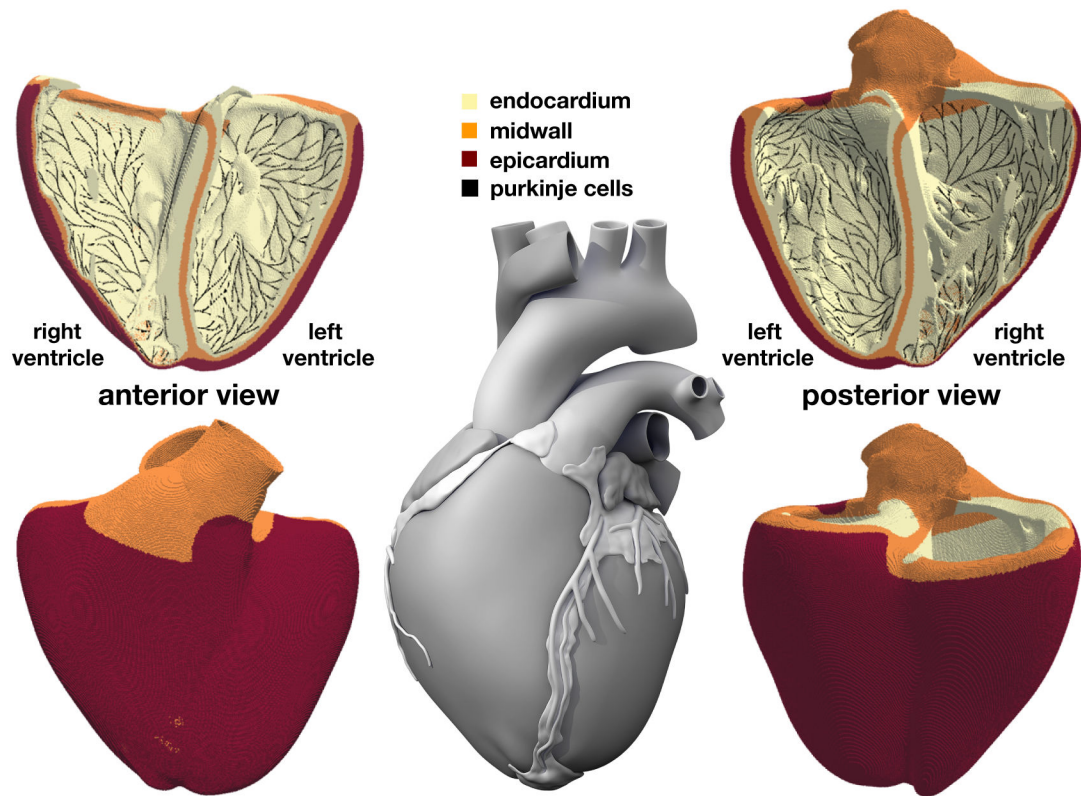 endocardium
midwall
epicardium
purkinje cells
right
ventricle
left
ventricle
anterior view
left
ventricle
right
ventricle
posterior view